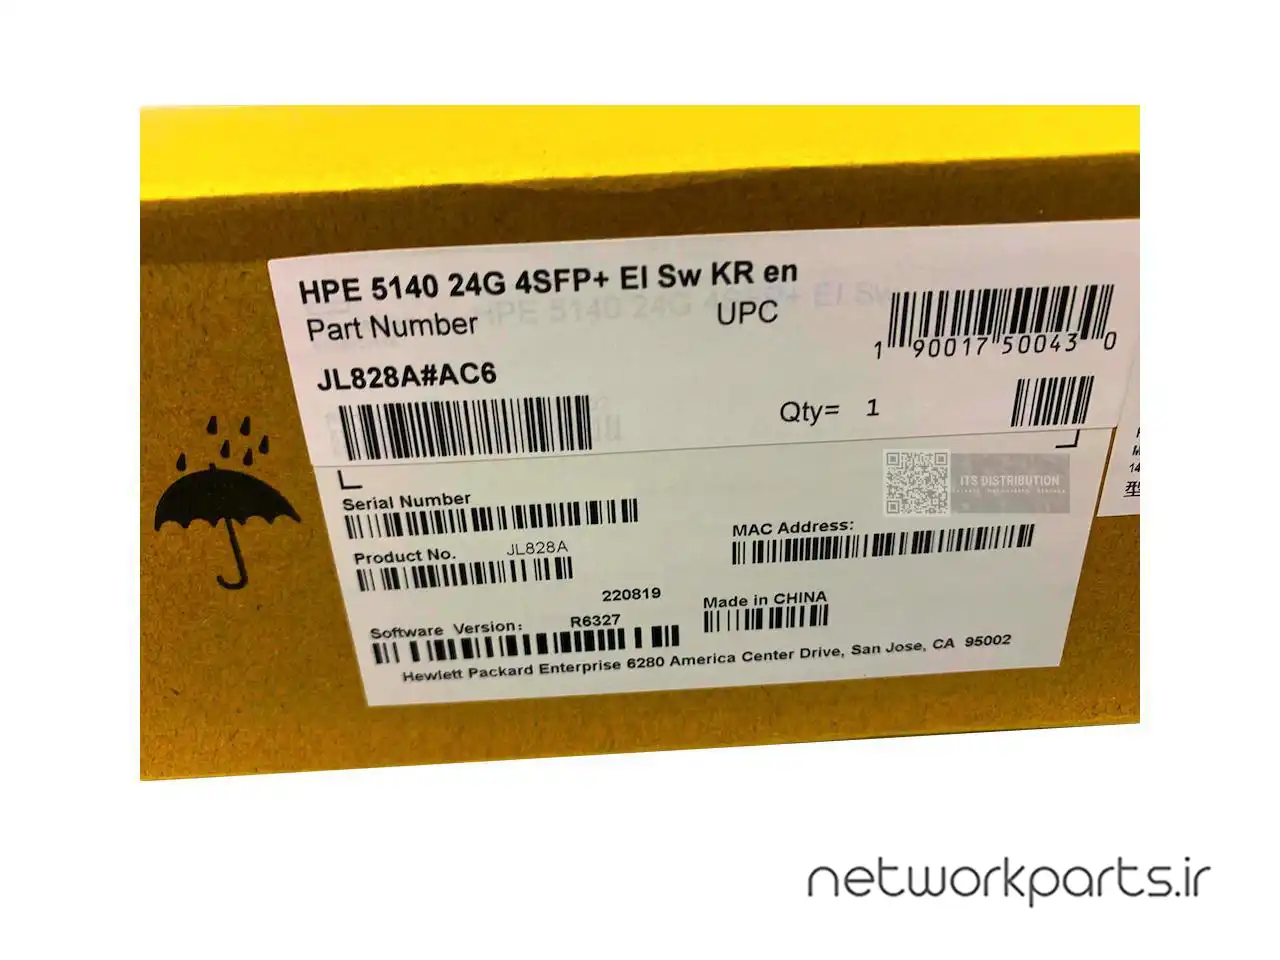 HPE 5140 24G 4SFP+ EI Sw KR en
Part Number
UPC
1 90017 50043 0
JL828A#AC6
Qty= 1
ITS DISTRIBUTION
Serial Number
MAC Address:
Product No. JL828A
220819
Made in CHINA
Software Version: R6327
Hewlett Packard Enterprise 6280 America Center Drive, San Jose, CA 95002
14
型
networkparts.ir